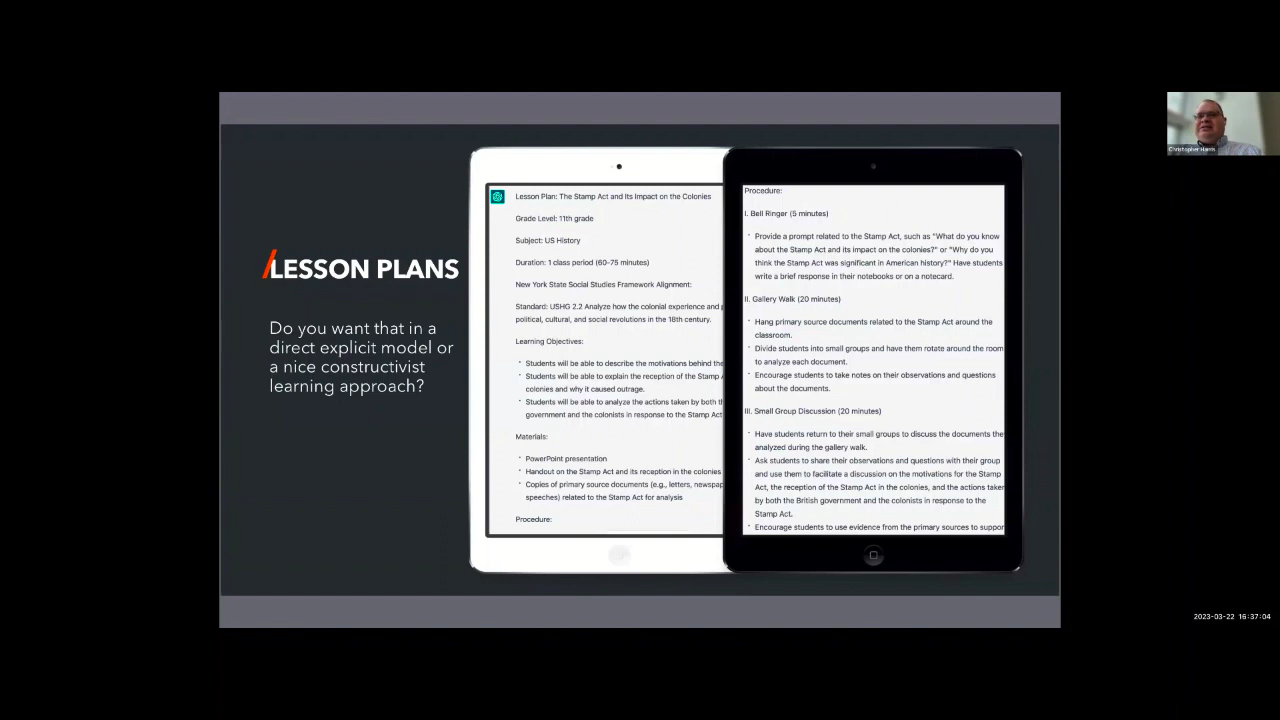 LESSON PLANS
Do you want that in a
direct explicit model or
a nice constructivist
learning approach?
Lesson Plan: The Stamp Act and Its Impact on the Colonies
Grade Level: 11th grade
Subject: US History
Duration: 1 class period (60-75 minutes)
New York State Social Studies Framework Alignment:
Standard: USHG 2.2 Analyze how the colonial experience and
political, cultural, and social revolutions in the 18th century.
Learning Objectives:
Students will be able to describe the motivations behind the
Students will be able to explain the reception of the Stamp
colonies and why it caused outrage.
Students will be able to analyze the actions taken by both
government and the colonists in response to the Stamp Act
Materials:
PowerPoint presentation
Handout on the Stamp Act and its reception in the colonies
Copies of primary source documents (e.g., letters,
speeches) related to the Stamp Act for analysis
Procedure:
Procedure:
I. Bell Ringer (5 minutes)
Provide a prompt related to the Stamp Act, such as "What do you know
about the Stamp Act and its impact on the colonies?" or "Why do you
think the Stamp Act was significant in American history?" Have students
write a brief response in their notebooks or on a notecard.
II. Gallery Walk (20 minutes)
Hang primary source documents related to the Stamp Act around the
classroom.
Divide students into small groups and have them rotate around the room
to analyze each document.
Encourage students to take notes on their observations and questions
about the documents.
III. Small Group Discussion (20 minutes)
Have students return to their small groups to discuss the documents they
analyzed during the gallery walk.
Ask students to share their observations and questions with their group
and use them to facilitate a discussion on the motivations for the Stamp
Act, the reception of the Stamp Act in the colonies, and the actions taken
by both the British government and the colonists in response to the
Stamp Act.
Encourage students to use evidence from the primary sources to
Christopher Harris
2023-03-22 16:37:04